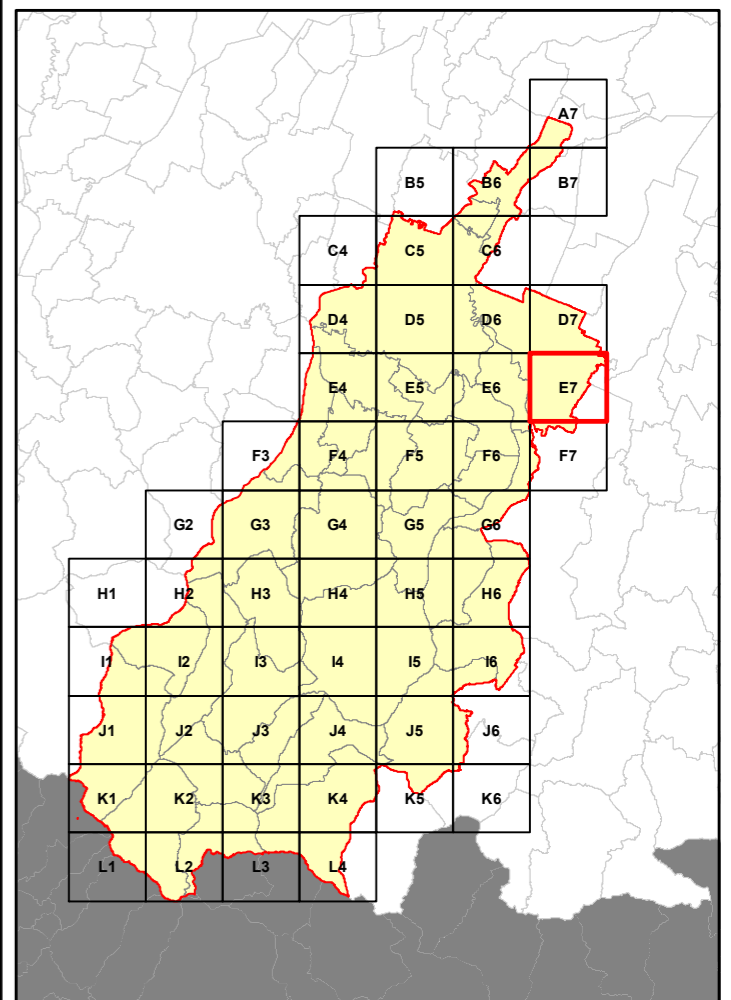 A7
B5 B6 B7
C4 C5 C6
D4 D5 D6 D7
E4 E5 E6 E7
F3 F4 F5 F6 F7
G2 G3 G4 G5 G6
H1 H2 H3 H4 H5 H6
I1 I2 I3 I4 I5 I6
J1 J2 J3 J4 J5 J6
K1 K2 K3 K4 K5 K6
L1 L2 L3 L4